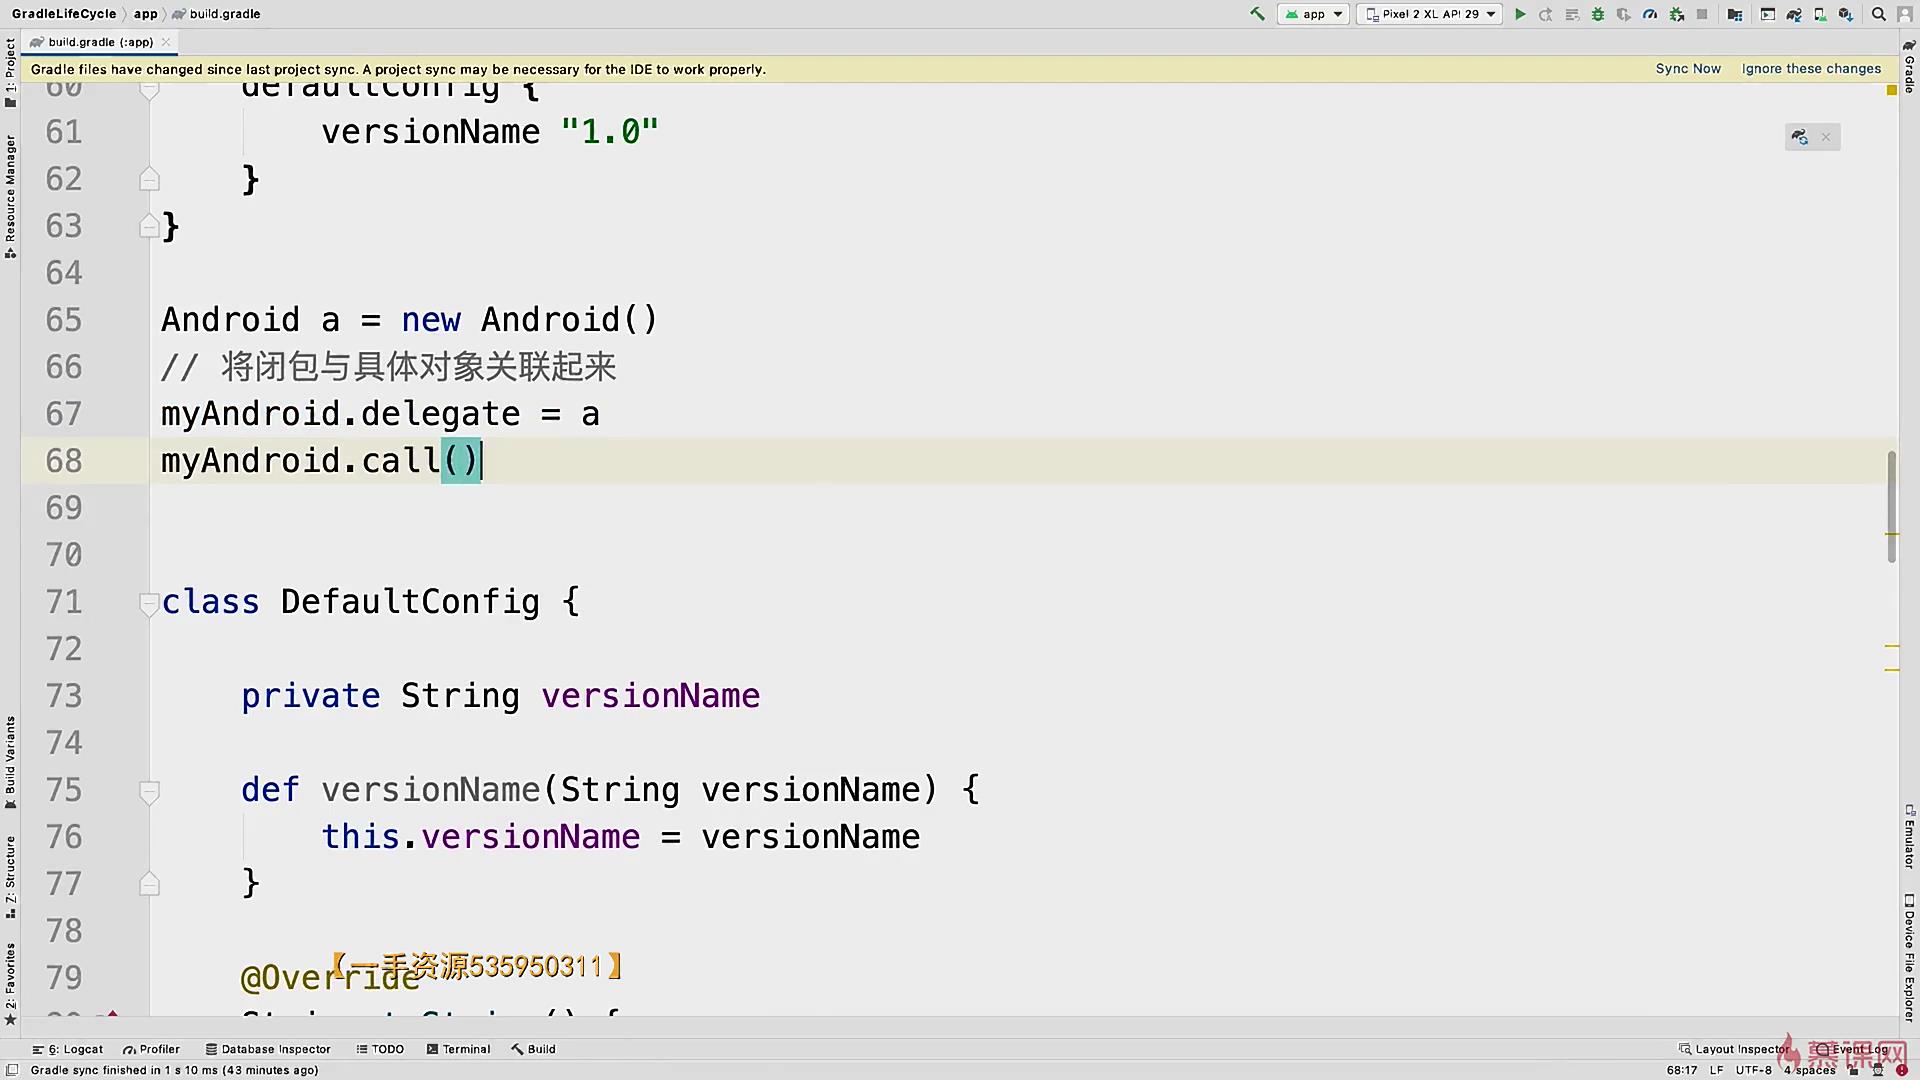 GradleLifeCycle app build.gradle app Pixel 2 XL API 29
build.gradle (:app)
Gradle files have changed since last project sync. A project sync may be necessary for the IDE to work properly. Sync Now Ignore these changes
60 defaultConfig {
61 versionName "1.0"
62 }
63 }
64
65 Android a = new Android()
66 // 将闭包与具体对象关联起来
67 myAndroid.delegate = a
68 myAndroid.call()
69
70
71 class DefaultConfig {
72
73 private String versionName
74
75 def versionName(String versionName) {
76 this.versionName = versionName
77 }
78
79 @Override
【一手资源535950311】
1: Project
Resource Manager
Build Variants
7: Structure
2: Favorites
Gradle
Emulator
Device File Explorer
6: Logcat Profiler Database Inspector TODO Terminal Build Layout Inspector Event Log
慕课网
Gradle sync finished in 1 s 10 ms (43 minutes ago) 68:17 LF UTF-8 4 spaces